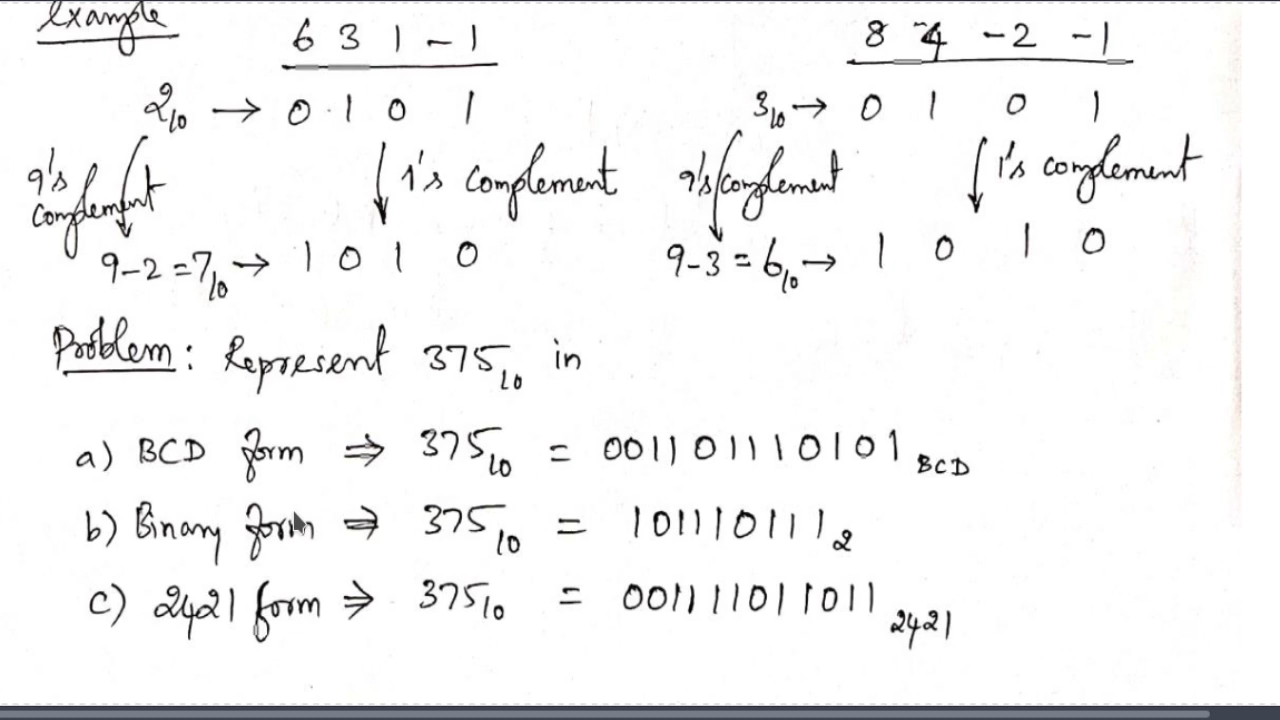 Example
6 3 1 -1
8 4 -2 -1
2₁₀ → 0 1 0 1
3₁₀ → 0 1 0 1
9's complement
1's complement
9's complement
1's complement
9-2 = 7₁₀ → 1 0 1 0
9-3 = 6₁₀ → 1 0 1 0
Problem: Represent 375₁₀ in
a) BCD form ⇒ 375₁₀ = 001101110101 BCD
b) Binary form ⇒ 375₁₀ = 101110111₂
c) 2421 form ⇒ 375₁₀ = 001111011011 2421